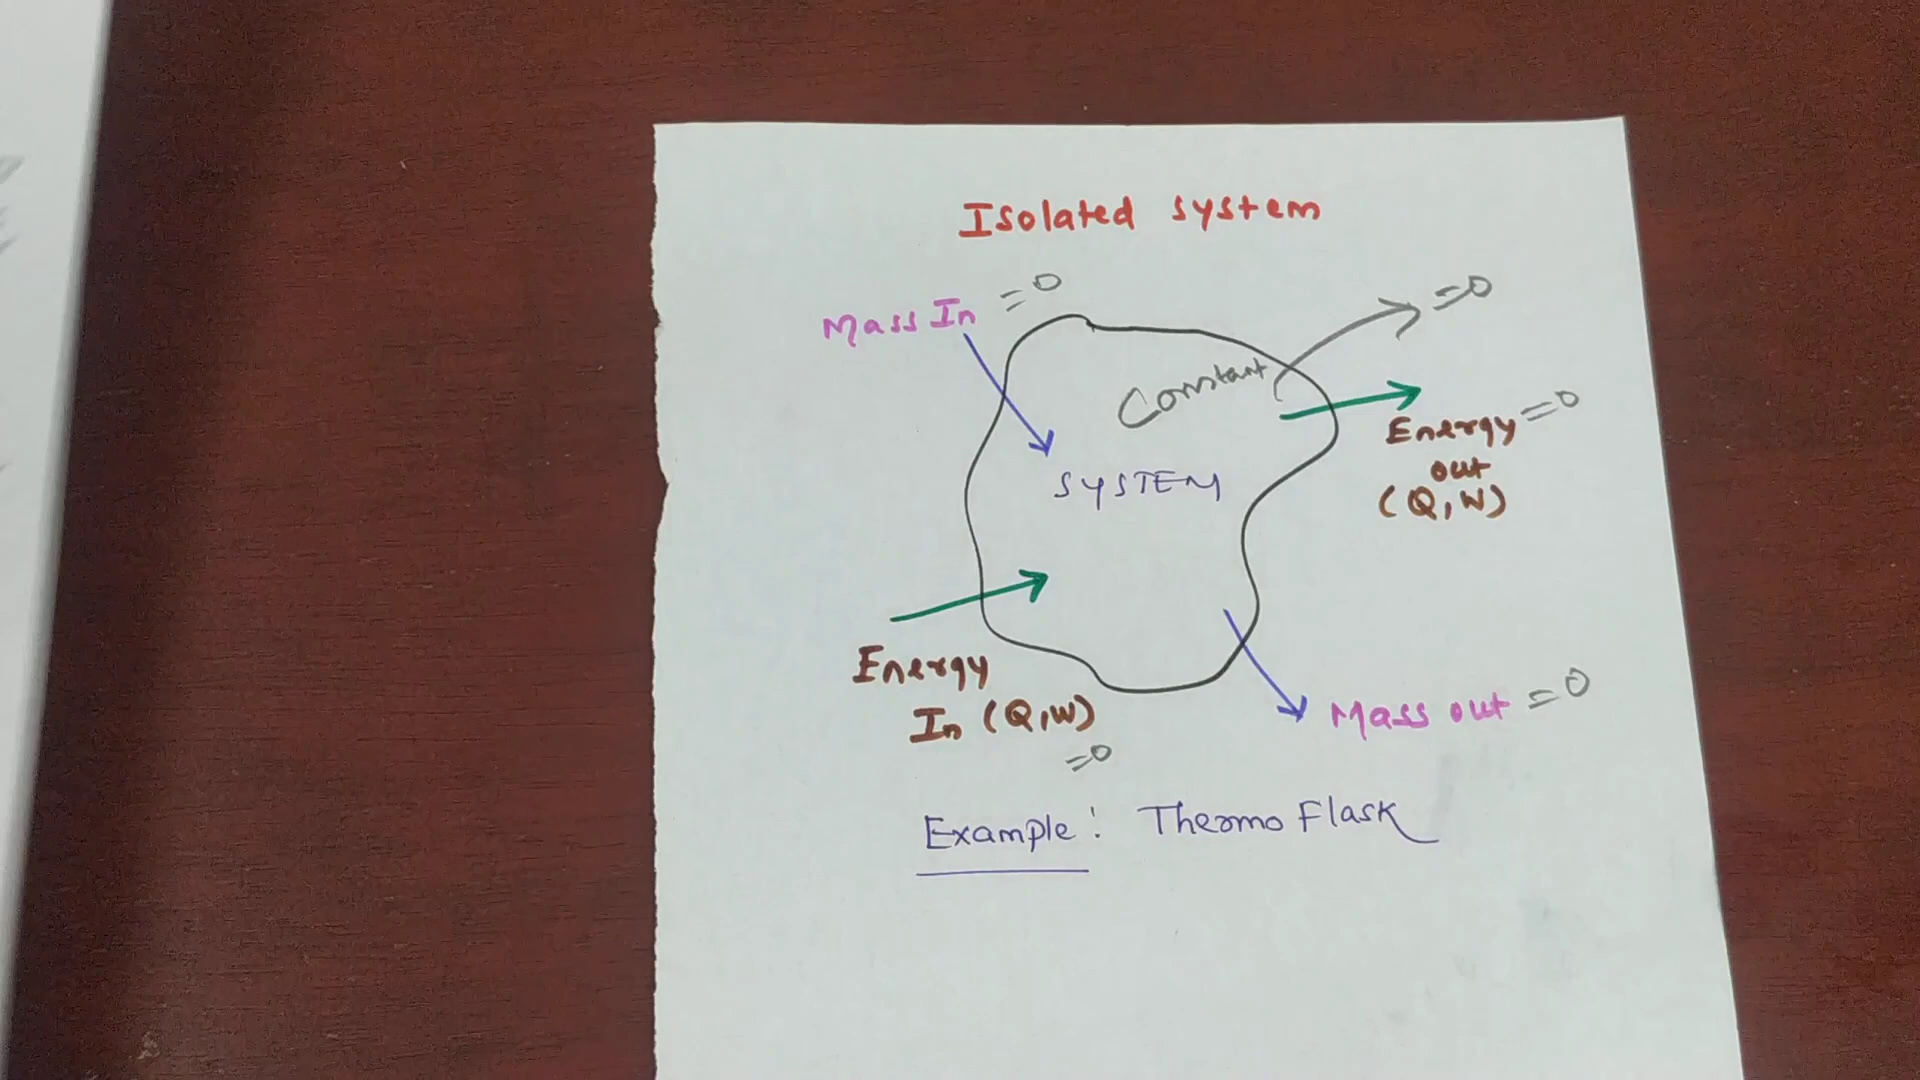 Isolated system
Mass In =0
=0
Constant
Energy =0
out
(Q,W)
SYSTEM
Energy
In (Q,W)
=0
Mass out =0
Example: Thermo Flask